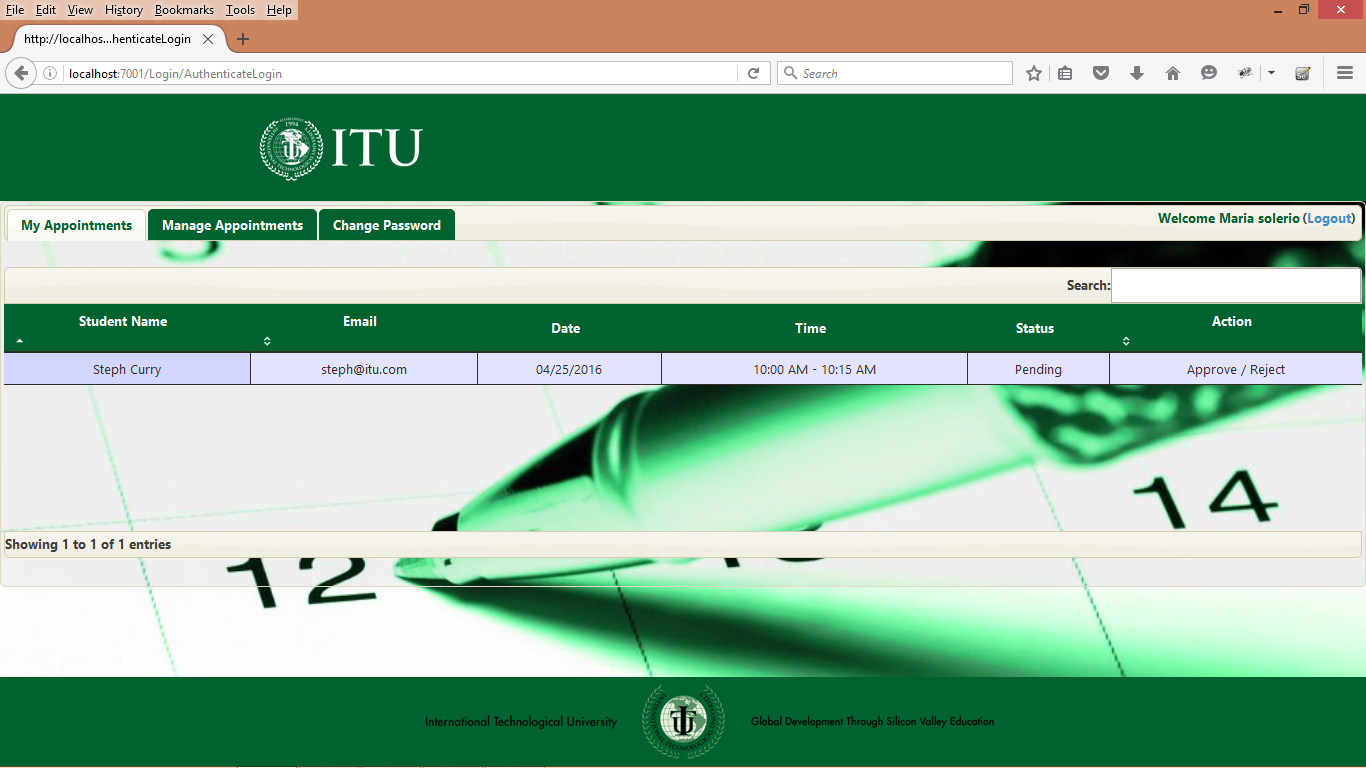 File Edit View History Bookmarks Tools Help
http://localhos...henticateLogin
localhost:7001/Login/AuthenticateLogin
Search
1994
ITU
My Appointments Manage Appointments Change Password
Welcome Maria solerio (Logout)
Search:
Student Name Email Date Time Status Action
Steph Curry steph@itu.com 04/25/2016 10:00 AM - 10:15 AM Pending Approve / Reject
14
Showing 1 to 1 of 1 entries
12
International Technological University
Global Development Through Silicon Valley Education